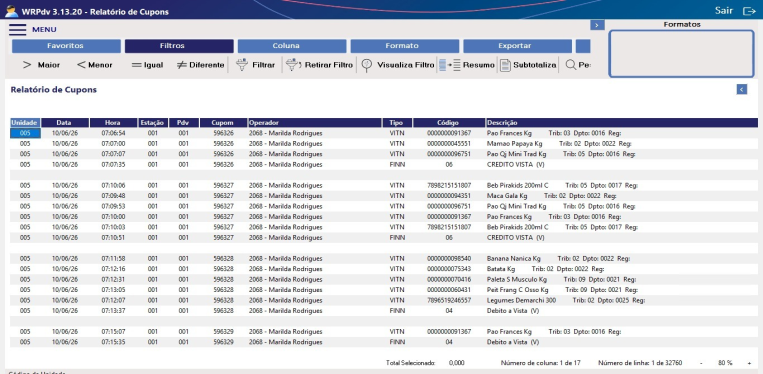 WRPdv 3.13.20 - Relatório de Cupons Sair
MENU Formatos
Favoritos Filtros Coluna Formato Exportar
> Maior < Menor = Igual ≠ Diferente Filtrar Retirar Filtro Visualiza Filtro Resumo Subtotaliza Pe
Relatório de Cupons
Unidade Data Hora Estação Pdv Cupom Operador Tipo Código Descrição
005 10/06/26 07:06:54 001 001 596326 2068 - Marilda Rodrigues VITN 0000000091367 Pao Frances Kg Trib: 03 Dpto: 0016 Reg:
005 10/06/26 07:07:00 001 001 596326 2068 - Marilda Rodrigues VITN 0000000045551 Mamao Papaya Kg Trib: 02 Dpto: 0022 Reg:
005 10/06/26 07:07:07 001 001 596326 2068 - Marilda Rodrigues VITN 0000000096751 Pao Qj Mini Trad Kg Trib: 05 Dpto: 0016 Reg:
005 10/06/26 07:07:35 001 001 596326 2068 - Marilda Rodrigues FINN 06 CREDITO VISTA (V)
005 10/06/26 07:10:06 001 001 596327 2068 - Marilda Rodrigues VITN 7898215151807 Beb Pirakids 200ml C Trib: 05 Dpto: 0017 Reg:
005 10/06/26 07:09:48 001 001 596327 2068 - Marilda Rodrigues VITN 0000000094351 Maca Gala Kg Trib: 02 Dpto: 0022 Reg:
005 10/06/26 07:09:53 001 001 596327 2068 - Marilda Rodrigues VITN 0000000096751 Pao Qj Mini Trad Kg Trib: 05 Dpto: 0016 Reg:
005 10/06/26 07:10:00 001 001 596327 2068 - Marilda Rodrigues VITN 0000000091367 Pao Frances Kg Trib: 03 Dpto: 0016 Reg:
005 10/06/26 07:10:03 001 001 596327 2068 - Marilda Rodrigues VITN 7898215151807 Beb Pirakids 200ml C Trib: 05 Dpto: 0017 Reg:
005 10/06/26 07:10:51 001 001 596327 2068 - Marilda Rodrigues FINN 06 CREDITO VISTA (V)
005 10/06/26 07:11:58 001 001 596328 2068 - Marilda Rodrigues VITN 0000000098540 Banana Nanica Kg Trib: 02 Dpto: 0022 Reg:
005 10/06/26 07:12:16 001 001 596328 2068 - Marilda Rodrigues VITN 0000000075343 Batata Kg Trib: 02 Dpto: 0022 Reg:
005 10/06/26 07:12:31 001 001 596328 2068 - Marilda Rodrigues VITN 0000000070416 Paleta S Musculo Kg Trib: 09 Dpto: 0021 Reg:
005 10/06/26 07:13:05 001 001 596328 2068 - Marilda Rodrigues VITN 0000000060431 Peit Frang C Osso Kg Trib: 09 Dpto: 0021 Reg:
005 10/06/26 07:12:07 001 001 596328 2068 - Marilda Rodrigues VITN 7896519246557 Legumes Demarchi 300 Trib: 02 Dpto: 0025 Reg:
005 10/06/26 07:13:37 001 001 596328 2068 - Marilda Rodrigues FINN 04 Debito a Vista (V)
005 10/06/26 07:15:07 001 001 596329 2068 - Marilda Rodrigues VITN 0000000091367 Pao Frances Kg Trib: 03 Dpto: 0016 Reg:
005 10/06/26 07:15:35 001 001 596329 2068 - Marilda Rodrigues FINN 04 Debito a Vista (V)
Total Selecionado: 0,000 Número de coluna: 1 de 17 Número de linha: 1 de 32760 - 80 % +